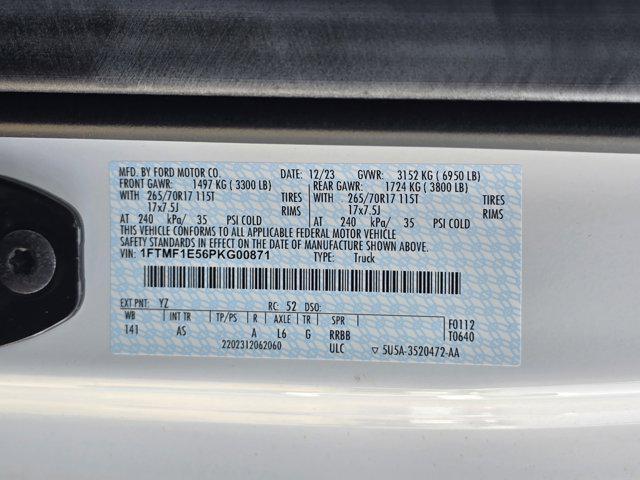 MFD. BY FORD MOTOR CO. DATE: 12/23 GVWR: 3152 KG ( 6950 LB)
FRONT GAWR: 1497 KG ( 3300 LB) REAR GAWR: 1724 KG ( 3800 LB)
WITH 265/70R17 115T TIRES WITH 265/70R17 115T TIRES
17x7.5J RIMS 17x7.5J RIMS
AT 240 kPa/ 35 PSI COLD AT 240 kPa/ 35 PSI COLD
THIS VEHICLE CONFORMS TO ALL APPLICABLE FEDERAL MOTOR VEHICLE
SAFETY STANDARDS IN EFFECT ON THE DATE OF MANUFACTURE SHOWN ABOVE.
VIN: 1FTMF1E56PKG00871 TYPE: Truck
EXT PNT: YZ RC: 52 DSO:
WB INT TR TP/PS R AXLE TR SPR F0112
141 AS A L6 G RRBB T0640
2202312062060 ULC ▽ 5U5A-3520472-AA